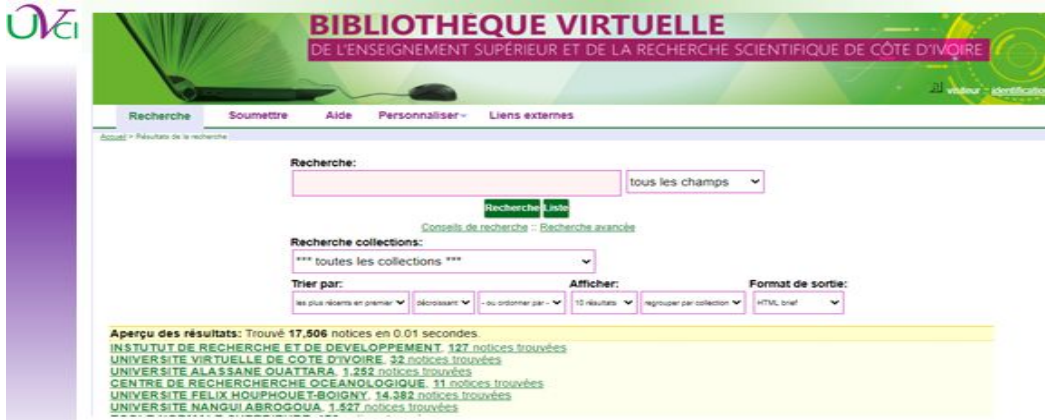 UVCI
BIBLIOTHÈQUE VIRTUELLE
DE L'ENSEIGNEMENT SUPÉRIEUR ET DE LA RECHERCHE SCIENTIFIQUE DE CÔTE D'IVOIRE
visiteur :: identification
Recherche Soumettre Aide Personnaliser Liens externes
Accueil > Résultats de la recherche
Recherche:
tous les champs
Recherche Liste
Conseils de recherche :: Recherche avancée
Recherche collections:
*** toutes les collections ***
Trier par: Afficher: Format de sortie:
les plus récents en premier décroissant - ou ordonner par - 10 résultats regrouper par collection HTML brief
Aperçu des résultats: Trouvé 17,506 notices en 0.01 secondes.
INSTUTUT DE RECHERCHE ET DE DEVELOPPEMENT, 127 notices trouvées
UNIVERSITE VIRTUELLE DE COTE D'IVOIRE, 32 notices trouvées
UNIVERSITE ALASSANE OUATTARA, 1,252 notices trouvées
CENTRE DE RECHERCHERCHE OCEANOLOGIQUE, 11 notices trouvées
UNIVERSITE FELIX HOUPHOUET-BOIGNY, 14,382 notices trouvées
UNIVERSITE NANGUI ABROGOUA, 1,527 notices trouvées